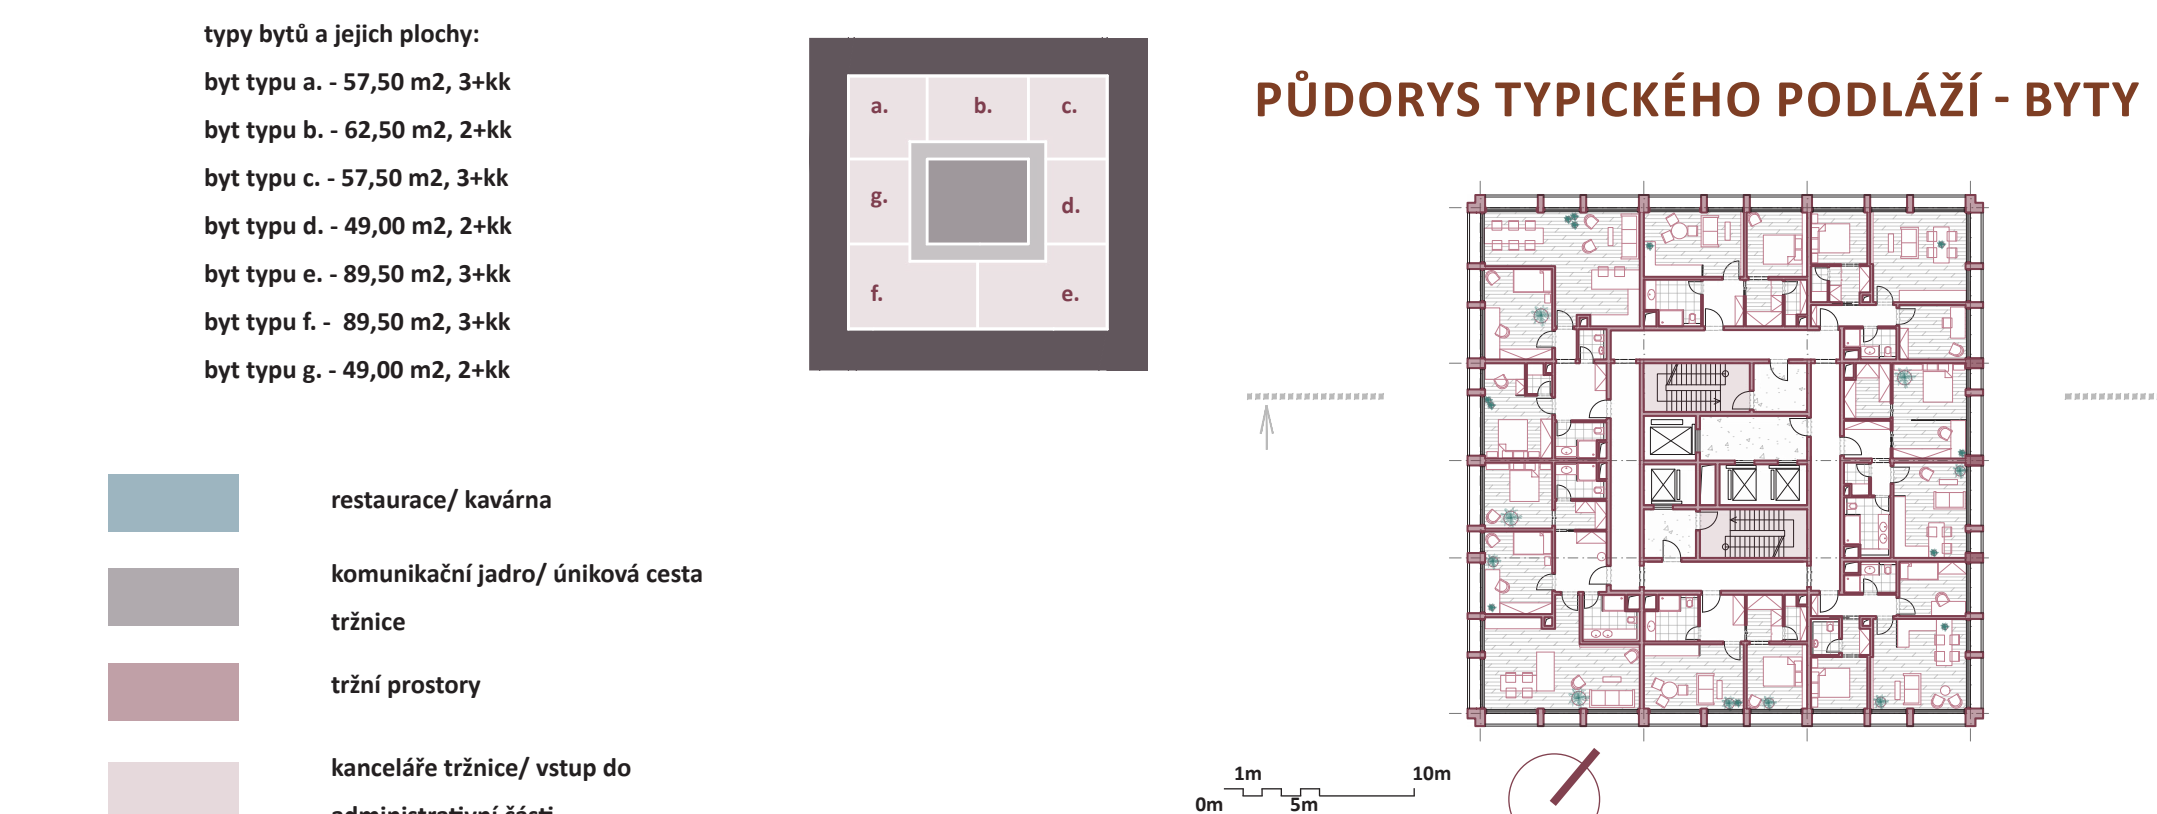 typy bytů a jejich plochy:
byt typu a. - 57,50 m2, 3+kk
byt typu b. - 62,50 m2, 2+kk
byt typu c. - 57,50 m2, 3+kk
byt typu d. - 49,00 m2, 2+kk
byt typu e. - 89,50 m2, 3+kk
byt typu f. -  89,50 m2, 3+kk
byt typu g. - 49,00 m2, 2+kk
a. b. c.
g. d.
f. e.
PŮDORYS TYPICKÉHO PODLÁŽÍ - BYTY
restaurace/ kavárna
komunikační jadro/ úniková cesta
tržnice
tržní prostory
kanceláře tržnice/ vstup do
administrativní části
1m 10m
0m 5m